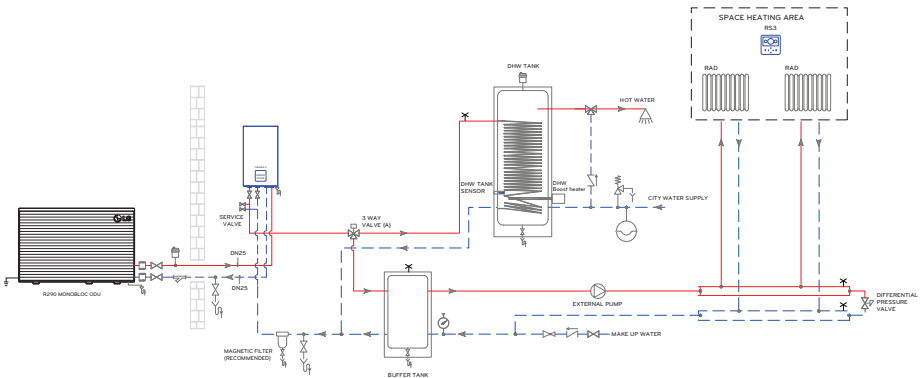 SPACE HEATING AREA
RS3
RAD
RAD
DHW TANK
HOT WATER
DHW TANK
SENSOR
DHW
Boost heater
CITY WATER SUPPLY
SERVICE
VALVE
3 WAY
VALVE (A)
LG
DN25
DN25
R290 MONOBLOC ODU
EXTERNAL PUMP
DIFFERENTIAL
PRESSURE
VALVE
MAKE UP WATER
MAGNETIC FILTER
(RECOMMENDED)
BUFFER TANK